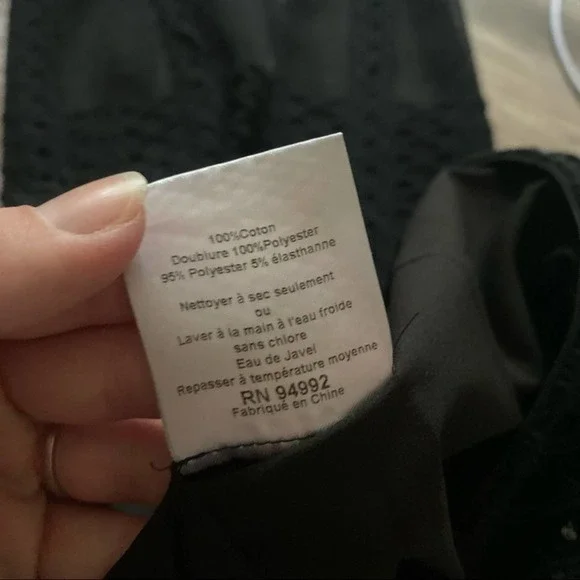 100%Coton
Doublure 100%Polyester
95% Polyester 5% élasthanne
Nettoyer à sec seulement
ou
Laver à la main à l'eau froide
sans chlore
Eau de Javel
Repasser à température moyenne
RN 94992
Fabriqué en Chine